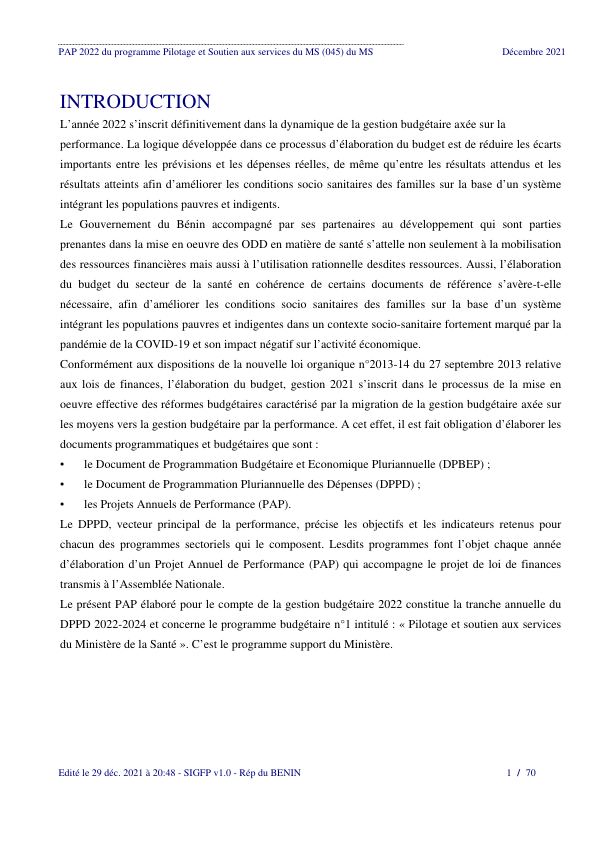 PAP 2022 du programme Pilotage et Soutien aux services du MS (045) du MS
Décembre 2021
INTRODUCTION
L’année 2022 s’inscrit définitivement dans la dynamique de la gestion budgétaire axée sur la
performance. La logique développée dans ce processus d’élaboration du budget est de réduire les écarts
importants entre les prévisions et les dépenses réelles, de même qu’entre les résultats attendus et les
résultats atteints afin d’améliorer les conditions socio sanitaires des familles sur la base d’un système
intégrant les populations pauvres et indigents.
Le Gouvernement du Bénin accompagné par ses partenaires au développement qui sont parties
prenantes dans la mise en oeuvre des ODD en matière de santé s’attelle non seulement à la mobilisation
des ressources financières mais aussi à l’utilisation rationnelle desdites ressources. Aussi, l’élaboration
du budget du secteur de la santé en cohérence de certains documents de référence s’avère-t-elle
nécessaire, afin d’améliorer les conditions socio sanitaires des familles sur la base d’un système
intégrant les populations pauvres et indigentes dans un contexte socio-sanitaire fortement marqué par la
pandémie de la COVID-19 et son impact négatif sur l’activité économique.
Conformément aux dispositions de la nouvelle loi organique n°2013-14 du 27 septembre 2013 relative
aux lois de finances, l’élaboration du budget, gestion 2021 s’inscrit dans le processus de la mise en
oeuvre effective des réformes budgétaires caractérisé par la migration de la gestion budgétaire axée sur
les moyens vers la gestion budgétaire par la performance. A cet effet, il est fait obligation d’élaborer les
documents programmatiques et budgétaires que sont :
• le Document de Programmation Budgétaire et Economique Pluriannuelle (DPBEP) ;
• le Document de Programmation Pluriannuelle des Dépenses (DPPD) ;
• les Projets Annuels de Performance (PAP).
Le DPPD, vecteur principal de la performance, précise les objectifs et les indicateurs retenus pour
chacun des programmes sectoriels qui le composent. Lesdits programmes font l’objet chaque année
d’élaboration d’un Projet Annuel de Performance (PAP) qui accompagne le projet de loi de finances
transmis à l’Assemblée Nationale.
Le présent PAP élaboré pour le compte de la gestion budgétaire 2022 constitue la tranche annuelle du
DPPD 2022-2024 et concerne le programme budgétaire n°1 intitulé : « Pilotage et soutien aux services
du Ministère de la Santé ». C’est le programme support du Ministère.
Edité le 29 déc. 2021 à 20:48 - SIGFP v1.0 - Rép du BENIN
1 / 70